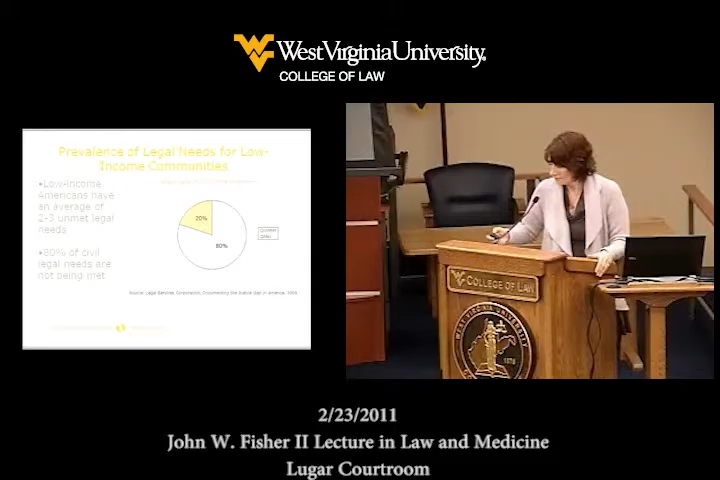 WestVirginiaUniversity®
COLLEGE OF LAW
Prevalence of Legal Needs for Low-
Income Communities
•Low-income
Americans have
an average of
2-3 unmet legal
needs
•80% of civil
legal needs are
not being met
20%
80%
Source: Legal Services Corporation, Documenting the Justice Gap in America, 2005
COLLEGE OF LAW
WEST VIRGINIA UNIVERSITY
1878
2/23/2011
John W. Fisher II Lecture in Law and Medicine
Lugar Courtroom